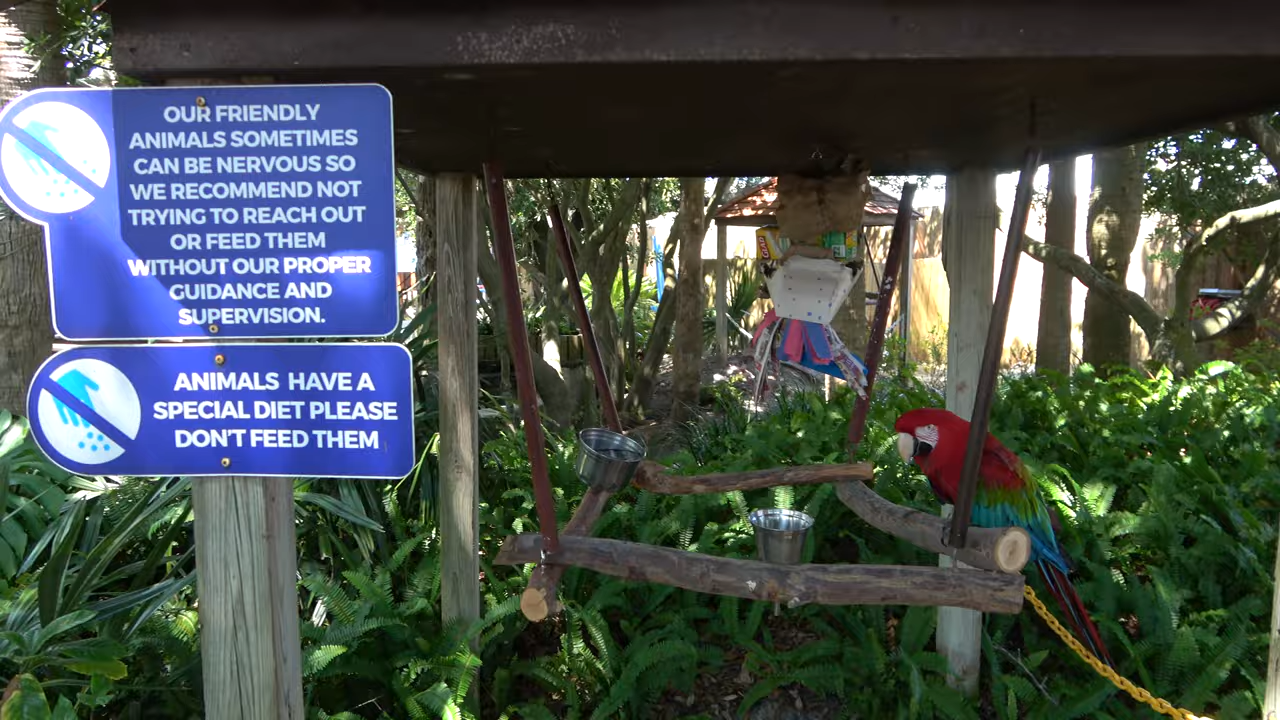 OUR FRIENDLY
ANIMALS SOMETIMES
CAN BE NERVOUS SO
WE RECOMMEND NOT
TRYING TO REACH OUT
OR FEED THEM
WITHOUT OUR PROPER
GUIDANCE AND
SUPERVISION.
ANIMALS HAVE A
SPECIAL DIET PLEASE
DON'T FEED THEM
GLAD